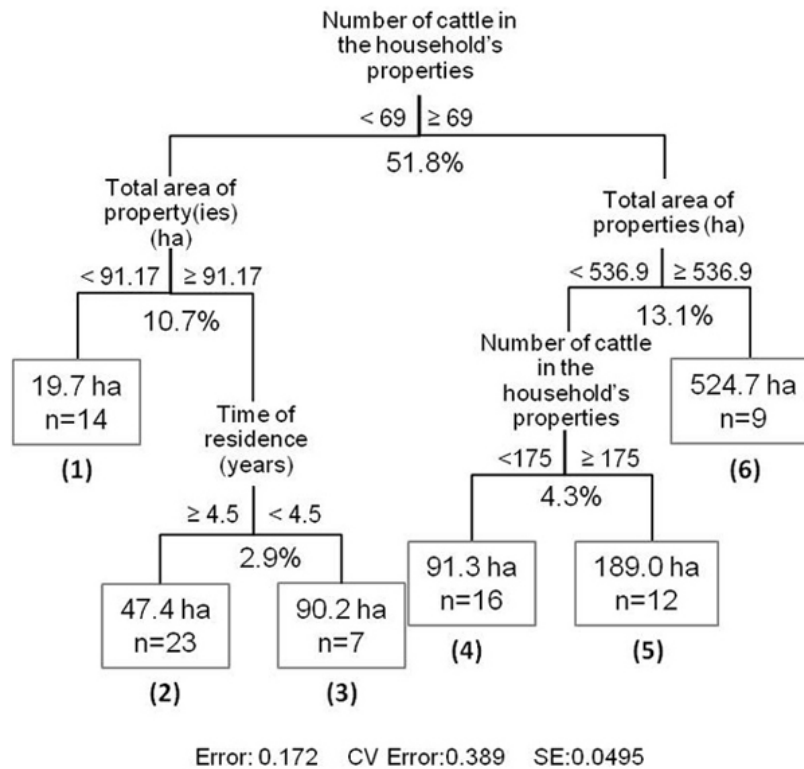 Number of cattle in
the household's
properties
< 69 ≥ 69
51.8%
Total area of
property(ies)
(ha)
< 91.17 ≥ 91.17
10.7%
19.7 ha
n=14
(1)
Time of
residence
(years)
≥ 4.5 < 4.5
2.9%
47.4 ha
n=23
(2)
90.2 ha
n=7
(3)
Total area of
properties (ha)
< 536.9 ≥ 536.9
13.1%
Number of cattle
in the
household's
properties
<175 ≥ 175
4.3%
91.3 ha
n=16
(4)
189.0 ha
n=12
(5)
524.7 ha
n=9
(6)
Error: 0.172 CV Error:0.389 SE:0.0495